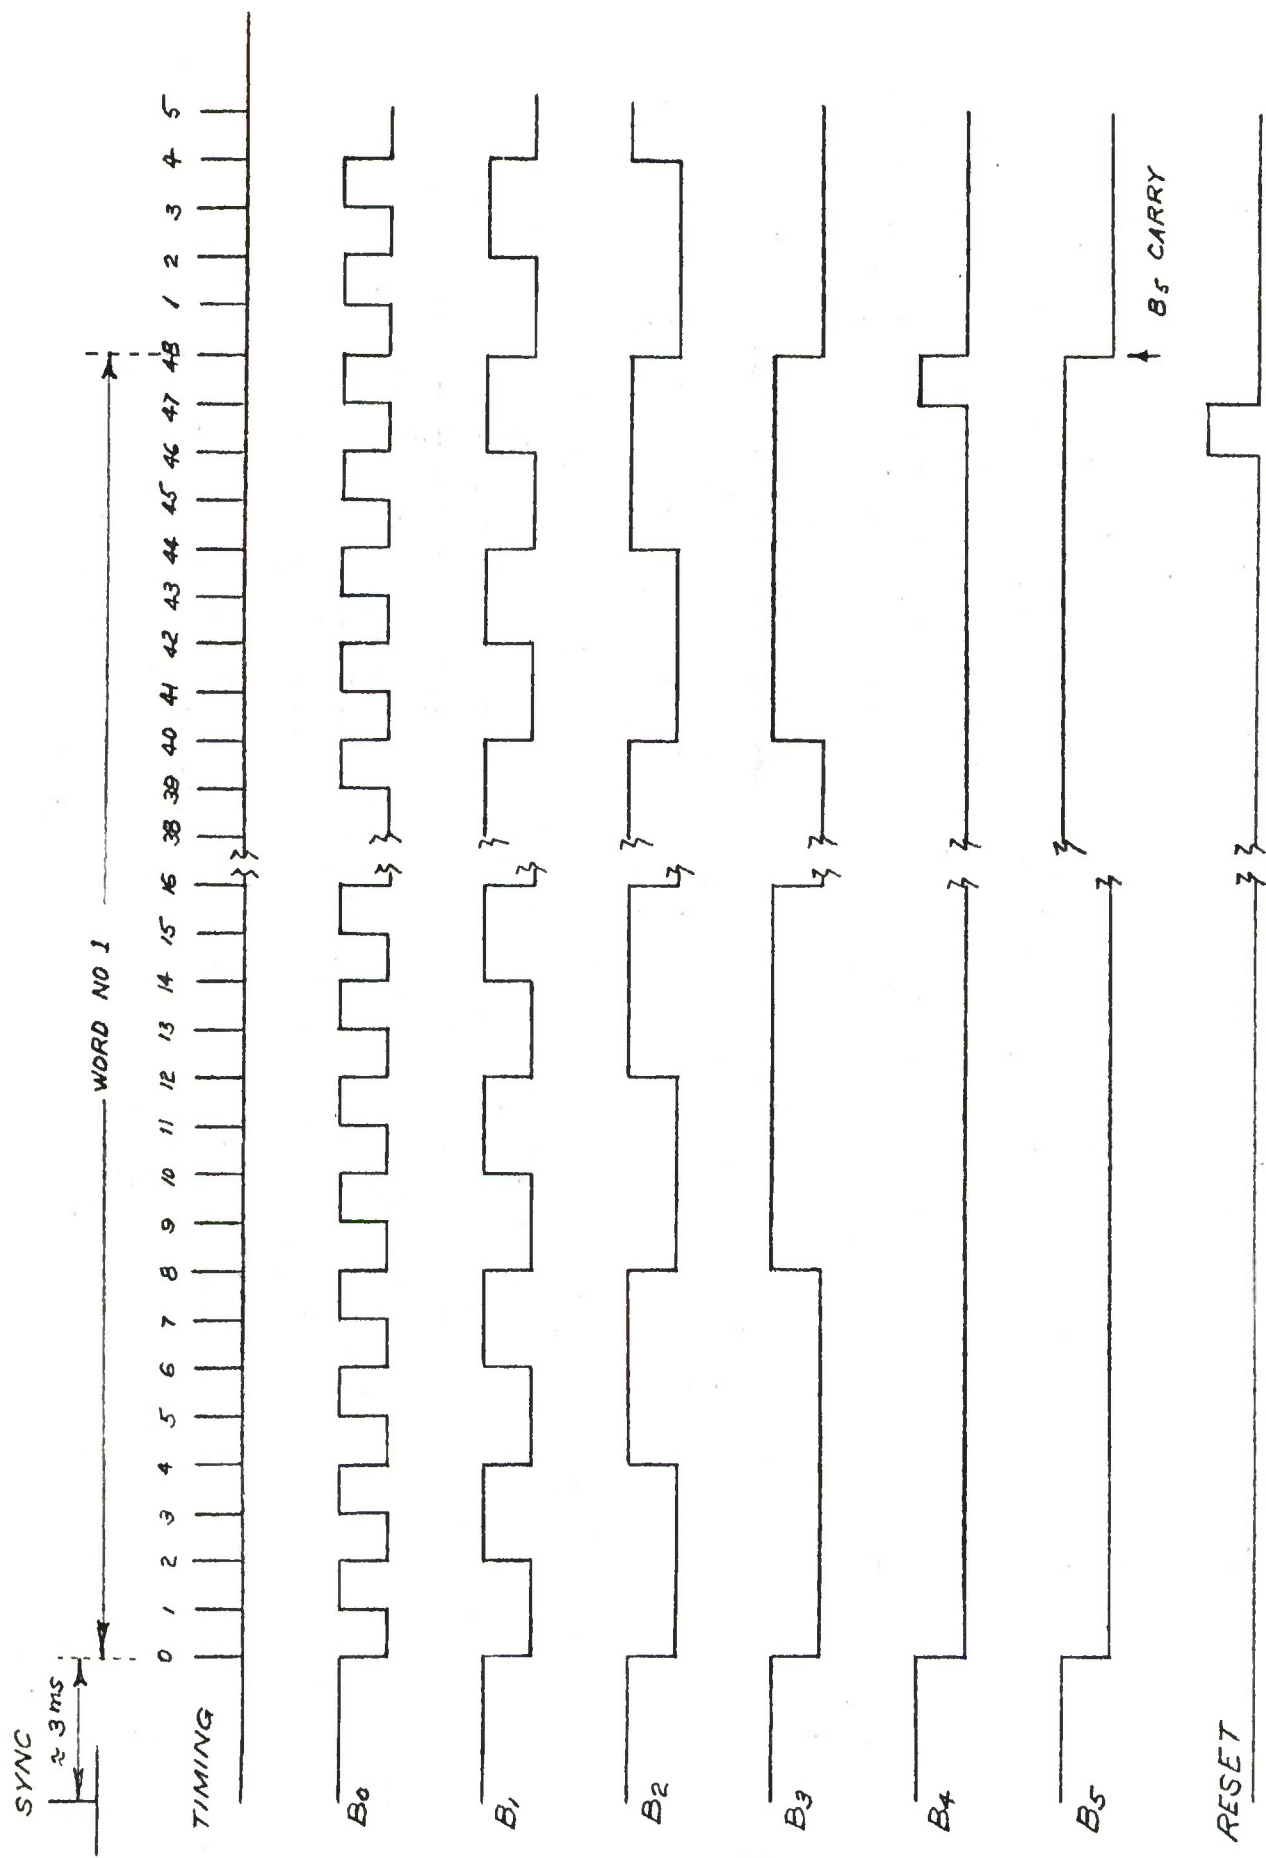 SYNC
≈ 3 ms
WORD NO 1
TIMING
0 1 2 3 4 5 6 7 8 9 10 11 12 13 14 15 16 38 39 40 41 42 43 44 45 46 47 48 1 2 3 4 5
B0
B1
B2
B3
B4
B5
B5 CARRY
RESET